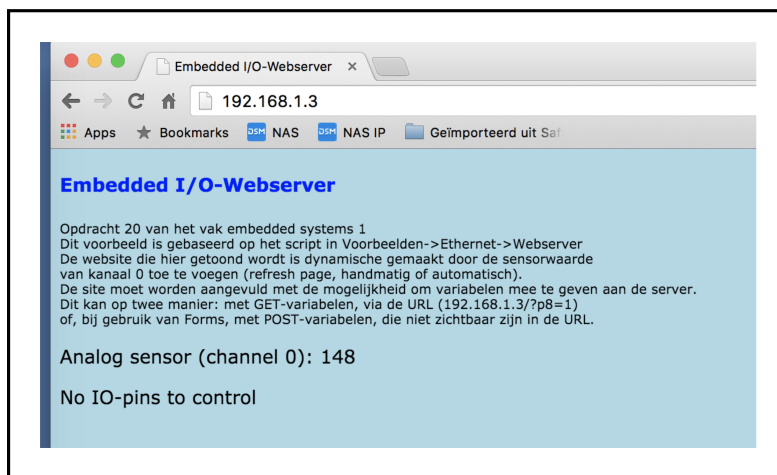 Embedded I/O-Webserver
192.168.1.3
Apps Bookmarks DSM NAS DSM NAS IP Geïmporteerd uit Saf
Embedded I/O-Webserver
Opdracht 20 van het vak embedded systems 1
Dit voorbeeld is gebaseerd op het script in Voorbeelden->Ethernet->Webserver
De website die hier getoond wordt is dynamische gemaakt door de sensorwaarde
van kanaal 0 toe te voegen (refresh page, handmatig of automatisch).
De site moet worden aangevuld met de mogelijkheid om variabelen mee te geven aan de server.
Dit kan op twee manier: met GET-variabelen, via de URL (192.168.1.3/?p8=1)
of, bij gebruik van Forms, met POST-variabelen, die niet zichtbaar zijn in de URL.
Analog sensor (channel 0): 148
No IO-pins to control